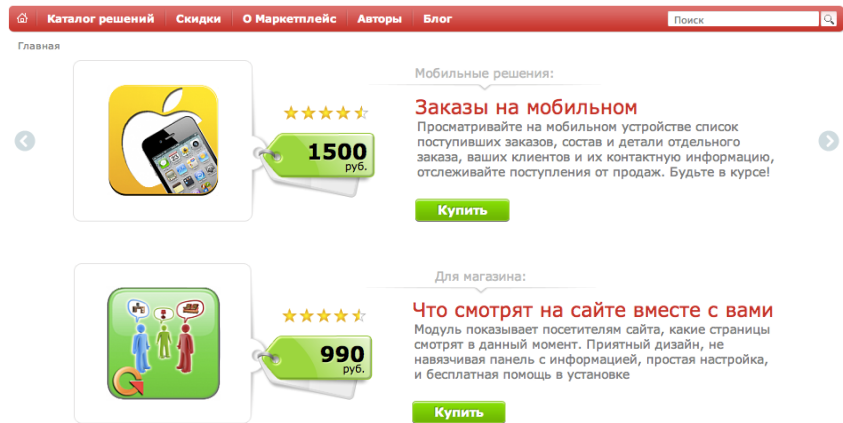 Каталог решений Скидки О Маркетплейс Авторы Блог Поиск
Главная
Мобильные решения:
Заказы на мобильном
Просматривайте на мобильном устройстве список
поступивших заказов, состав и детали отдельного
заказа, ваших клиентов и их контактную информацию,
отслеживайте поступления от продаж. Будьте в курсе!
1500
руб.
Купить
Для магазина:
Что смотрят на сайте вместе с вами
Модуль показывает посетителям сайта, какие страницы
смотрят в данный момент. Приятный дизайн, не
навязчивая панель с информацией, простая настройка,
и бесплатная помощь в установке
990
руб.
Купить